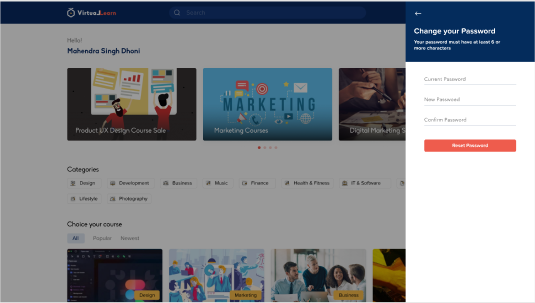 VirtuaLearn
Search
Hello!
Mahendra Singh Dhoni
Product UX Design Course Sale
MARKETING
Marketing Courses
Digital Marketing S
Categories
Design
Development
Business
Music
Finance
Health & Fitness
IT & Software
Lifestyle
Photography
Choice your course
All
Popular
Newest
Design
Marketing
Business
Change your Password
Your password must have at least 6 or
more characters
Current Password
New Password
Confirm Password
Reset Password